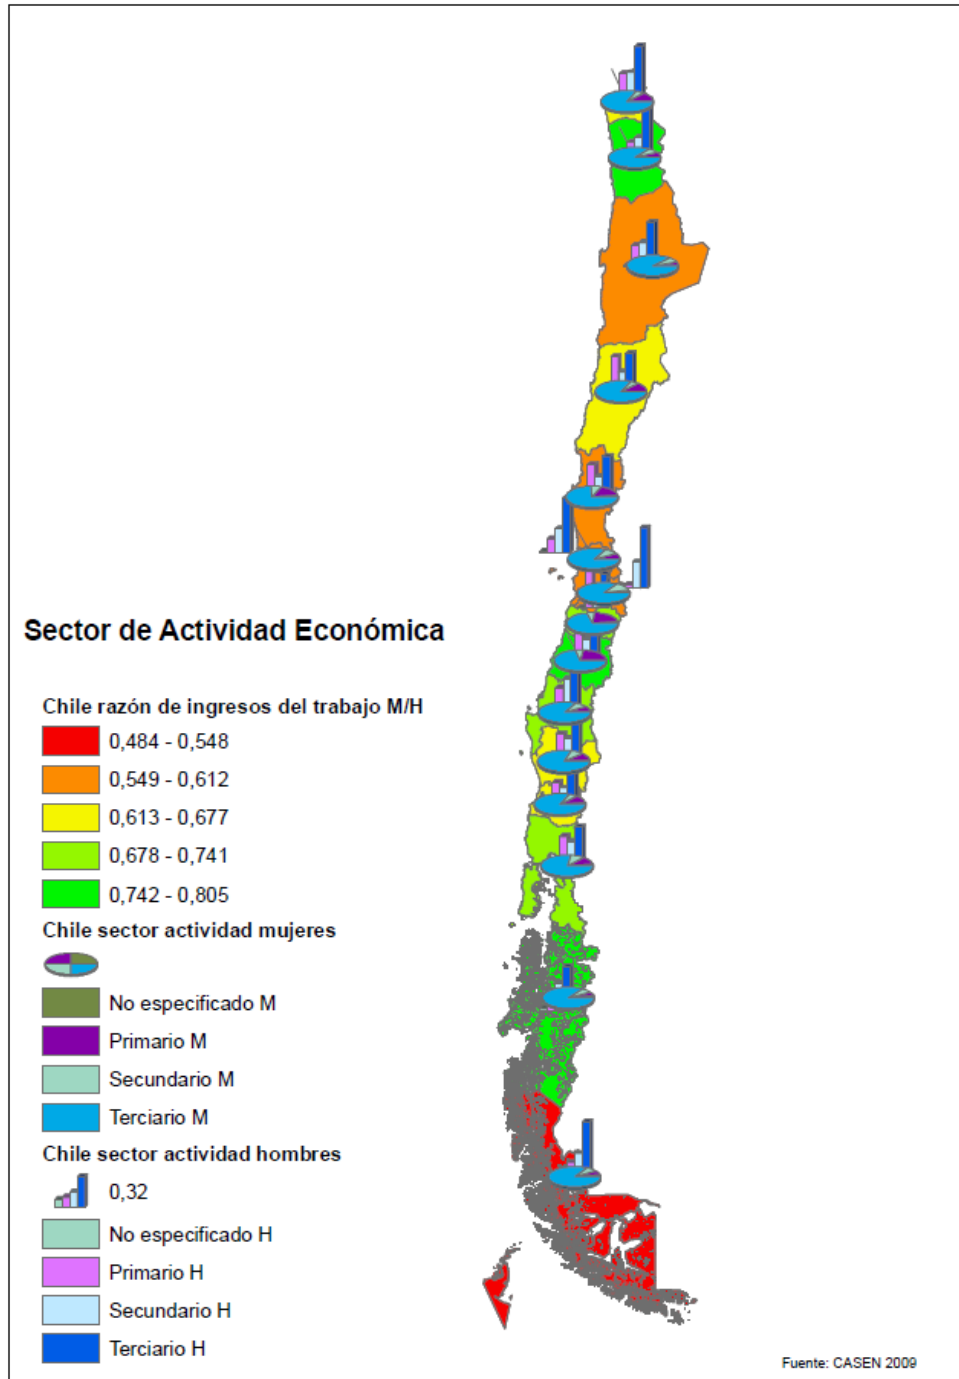 Sector de Actividad Económica
Chile razón de ingresos del trabajo M/H
0,484 - 0,548
0,549 - 0,612
0,613 - 0,677
0,678 - 0,741
0,742 - 0,805
Chile sector actividad mujeres
No especificado M
Primario M
Secundario M
Terciario M
Chile sector actividad hombres
0,32
No especificado H
Primario H
Secundario H
Terciario H
Fuente: CASEN 2009